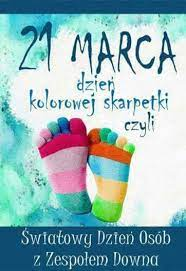 21 MARCA
dzień
kolorowej skarpetki
czyli
Światowy Dzień Osób
z Zespołem Downa